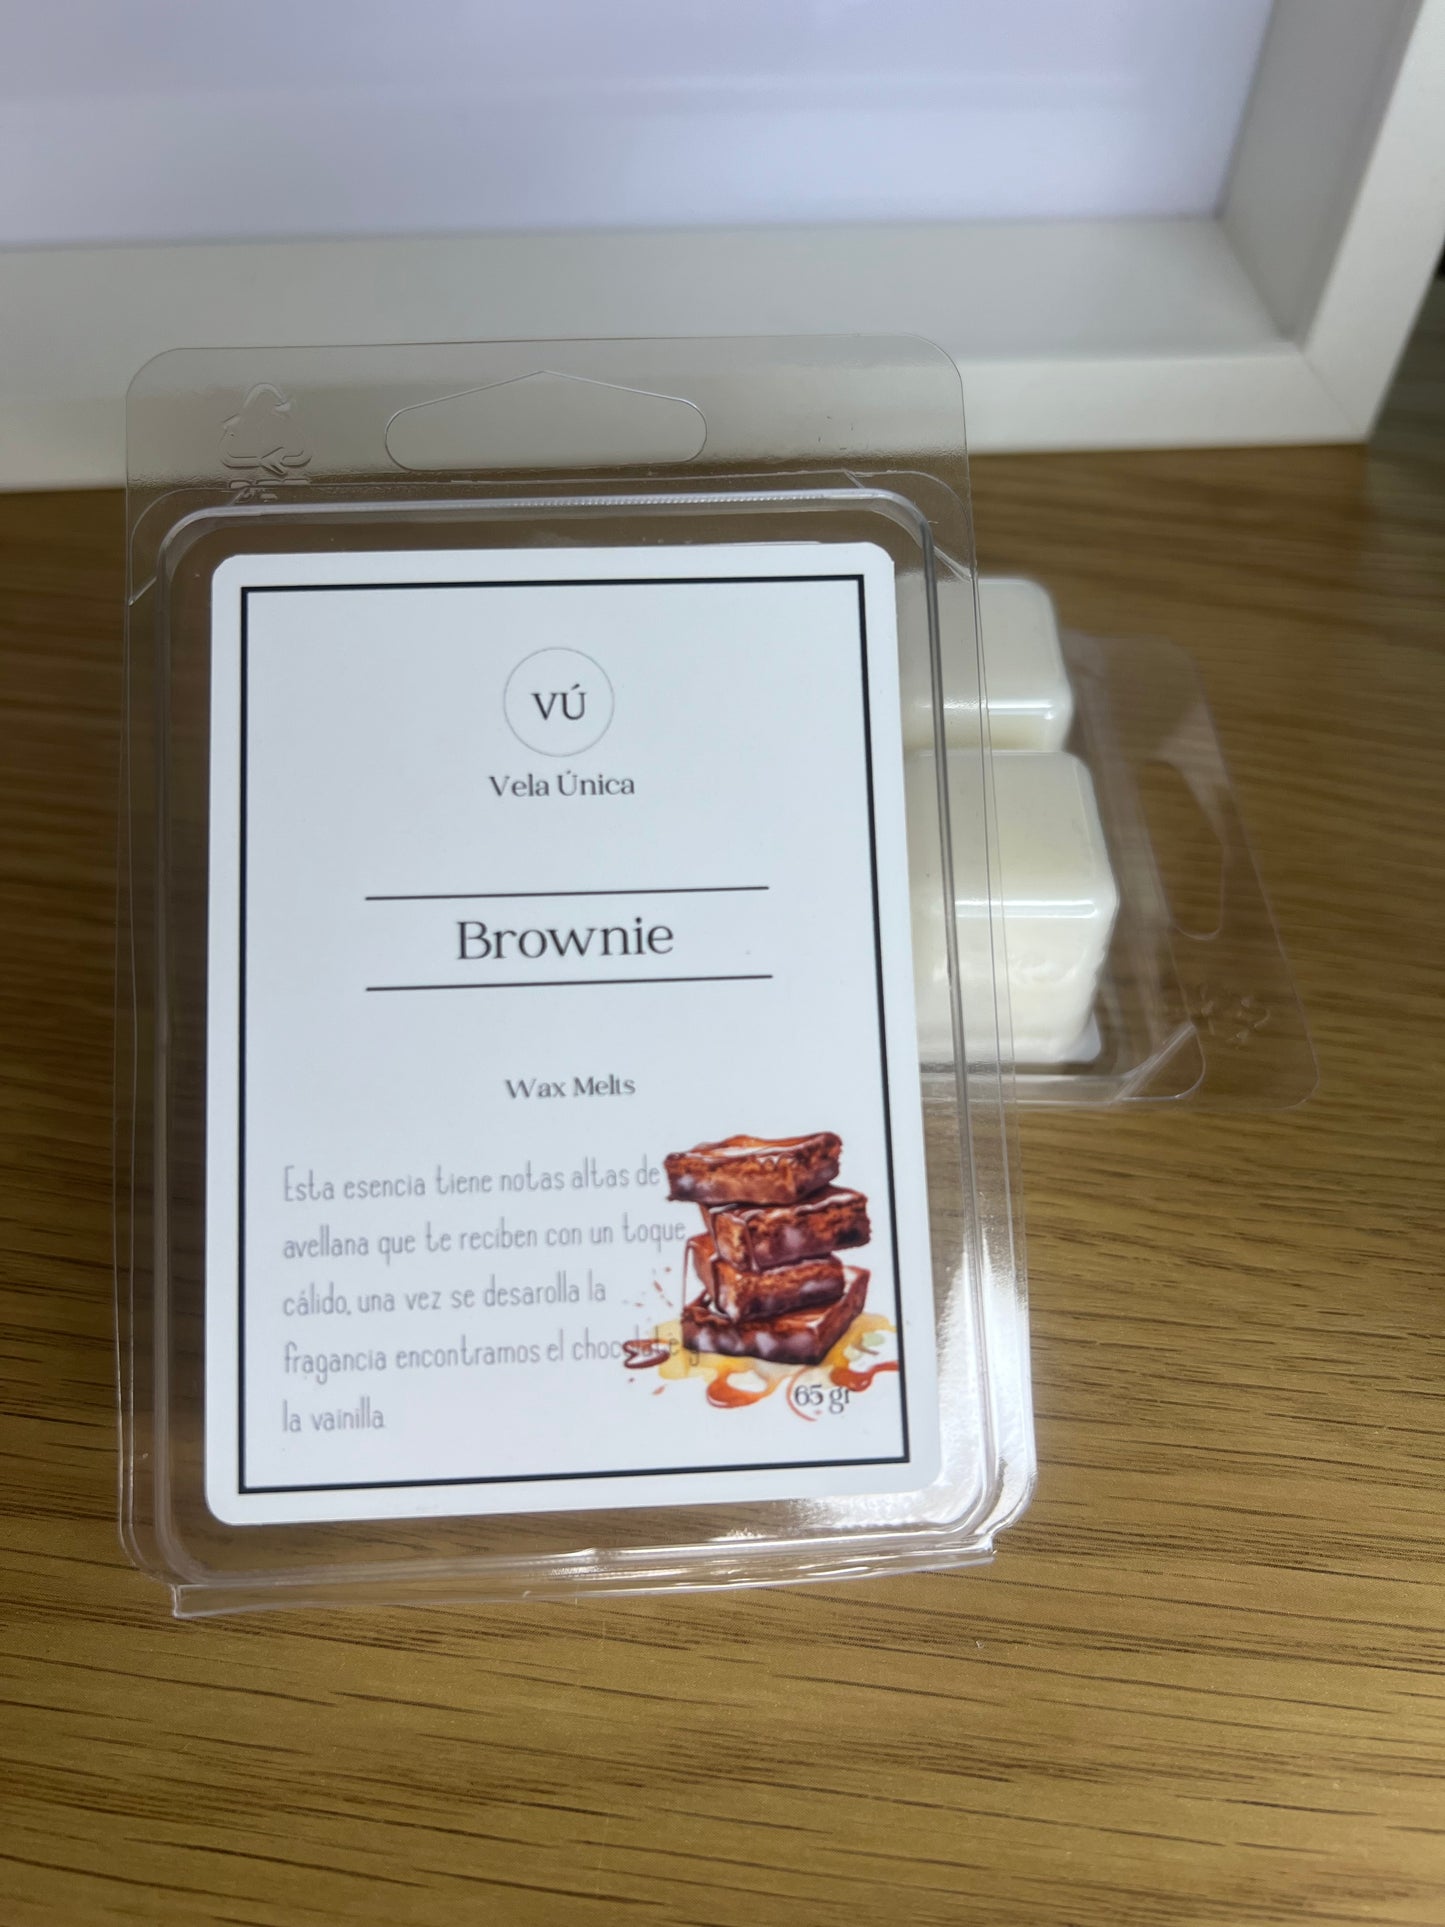 VÚ
Vela Única
Brownie
Wax Melts
Esta esencia tiene notas altas de
avellana que te reciben con un toque
cálido, una vez se desarolla la
fragancia encontramos el chocolate y
la vainilla
65 gr